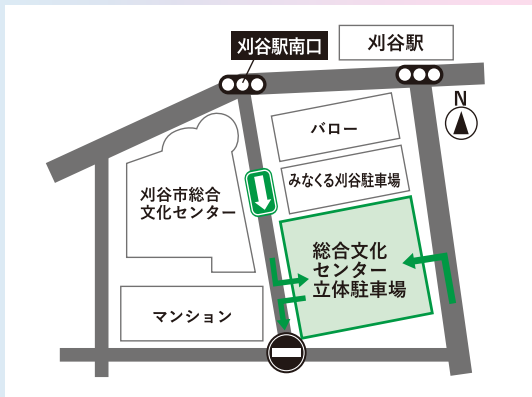 刈谷駅南口
刈谷駅
N
バロー
みなくる刈谷駐車場
刈谷市総合
文化センター
総合文化
センター
立体駐車場
マンション